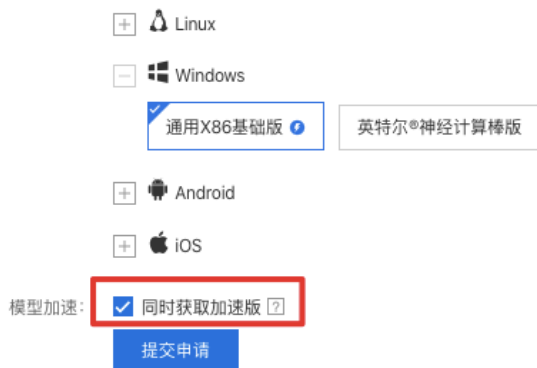 Linux
Windows
通用X86基础版 英特尔®神经计算棒版
Android
iOS
模型加速: 同时获取加速版 ?
提交申请